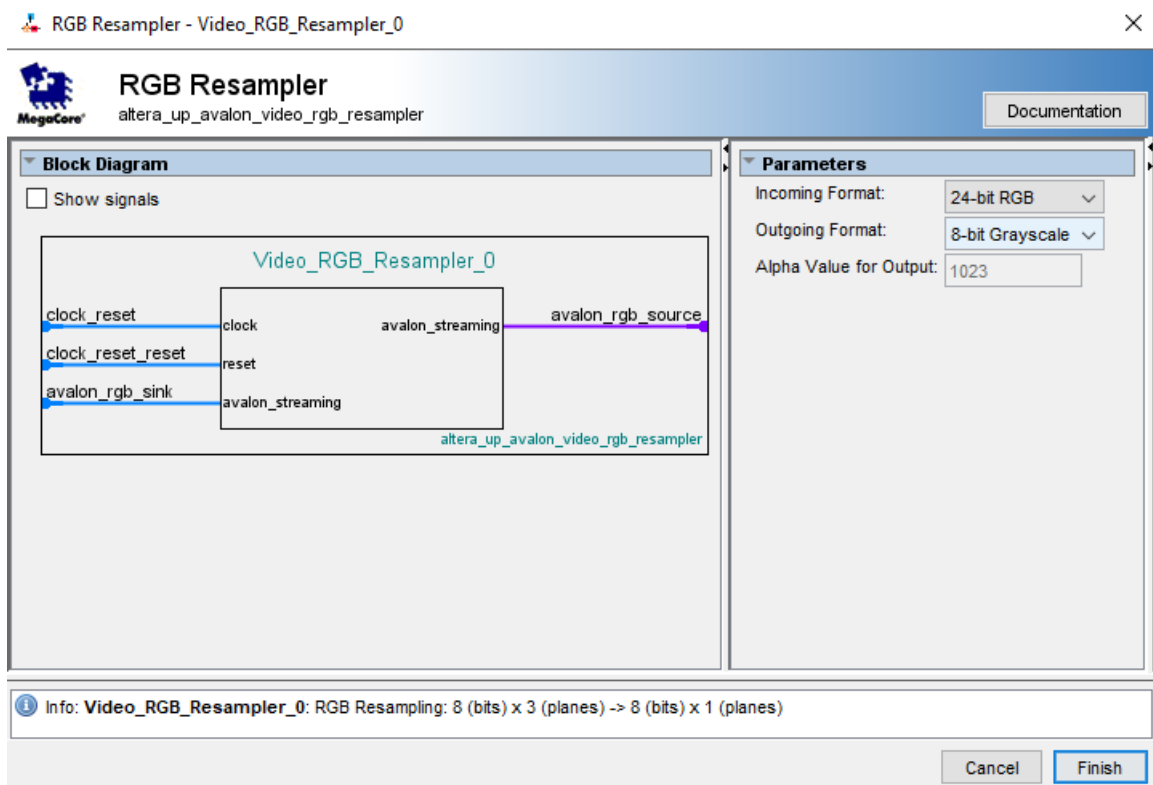 RGB Resampler - Video_RGB_Resampler_0
MegaCore®
RGB Resampler
altera_up_avalon_video_rgb_resampler
Documentation
Block Diagram
Show signals
Video_RGB_Resampler_0
clock_reset
clock
avalon_streaming
avalon_rgb_source
clock_reset_reset
reset
avalon_rgb_sink
avalon_streaming
altera_up_avalon_video_rgb_resampler
Parameters
Incoming Format: 24-bit RGB
Outgoing Format: 8-bit Grayscale
Alpha Value for Output: 1023
Info: Video_RGB_Resampler_0: RGB Resampling: 8 (bits) x 3 (planes) -> 8 (bits) x 1 (planes)
Cancel
Finish